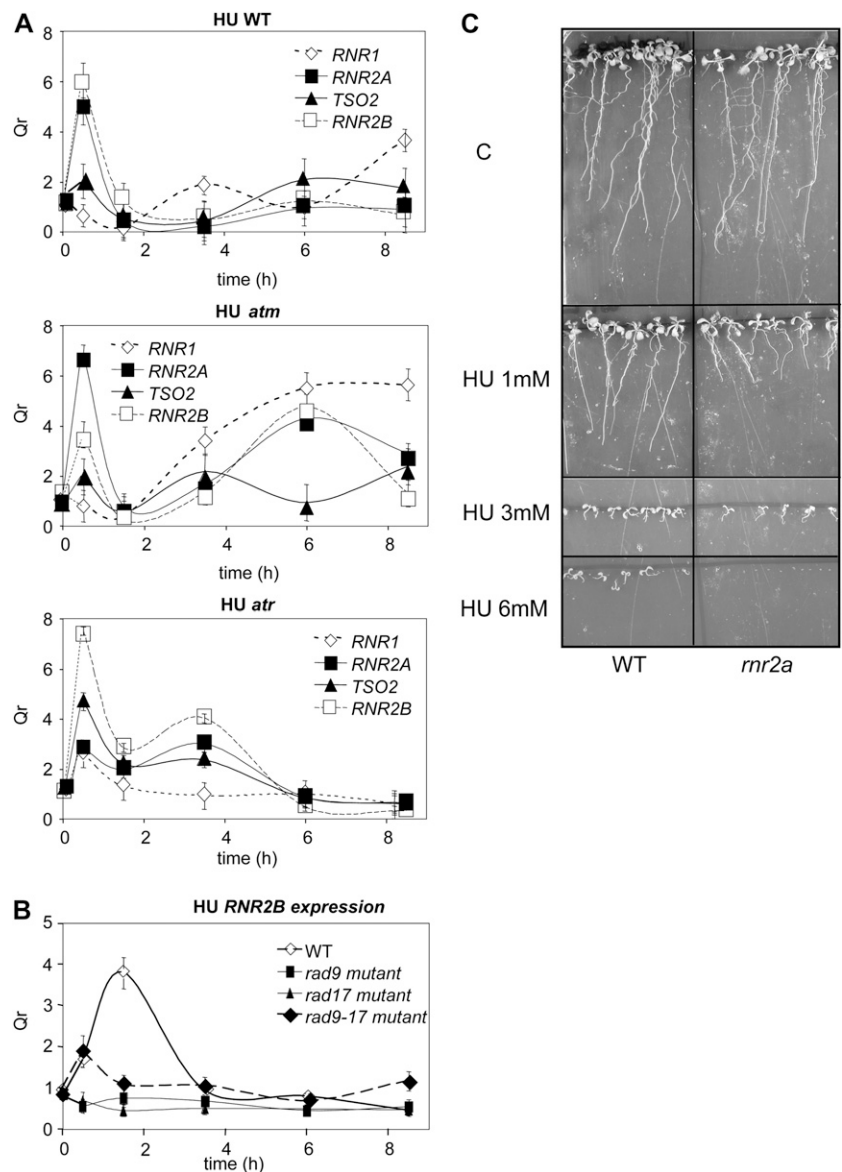 A
HU WT
Qr
8
6
4
2
0
RNR1
RNR2A
TSO2
RNR2B
0 2 4 6 8
time (h)
HU atm
Qr
8
6
4
2
0
RNR1
RNR2A
TSO2
RNR2B
0 2 4 6 8
time (h)
HU atr
Qr
8
6
4
2
0
RNR1
RNR2A
TSO2
RNR2B
0 2 4 6 8
time (h)
B
HU RNR2B expression
Qr
5
4
3
2
1
0
WT
rad9 mutant
rad17 mutant
rad9-17 mutant
0 2 4 6 8
time (h)
C
C
HU 1mM
HU 3mM
HU 6mM
WT rnr2a